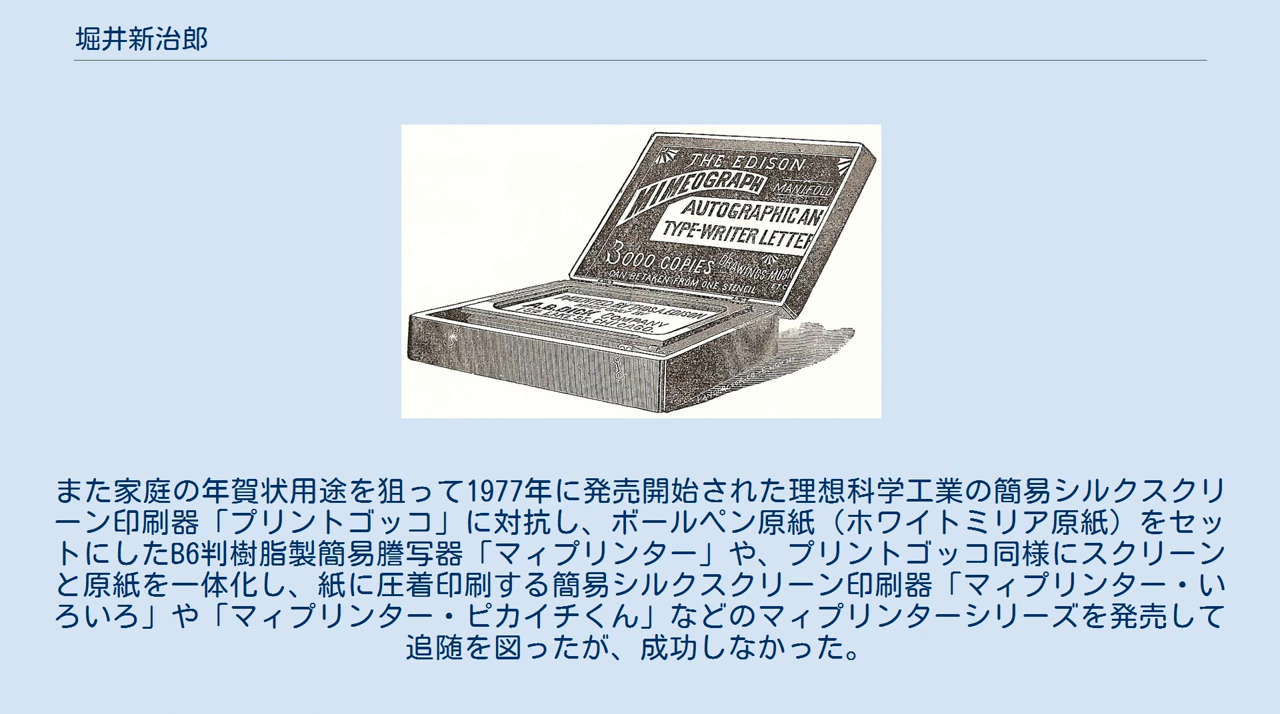 堀井新治郎
THE EDISON
MIMEOGRAPH
MANIFOLD
AUTOGRAPHIC AN
TYPE-WRITER LETTER
3000 COPIES DRAWINGS MUSIC
CAN BE TAKEN FROM ONE STENCIL ETC
A.B. DICK COMPANY
CHICAGO.
また家庭の年賀状用途を狙って1977年に発売開始された理想科学工業の簡易シルクスクリ
ーン印刷器「プリントゴッコ」に対抗し、ボールペン原紙（ホワイトミリア原紙）をセッ
トにしたB6判樹脂製簡易謄写器「マィプリンター」や、プリントゴッコ同様にスクリーン
と原紙を一体化し、紙に圧着印刷する簡易シルクスクリーン印刷器「マィプリンター・い
ろいろ」や「マィプリンター・ピカイチくん」などのマィプリンターシリーズを発売して
追随を図ったが、成功しなかった。